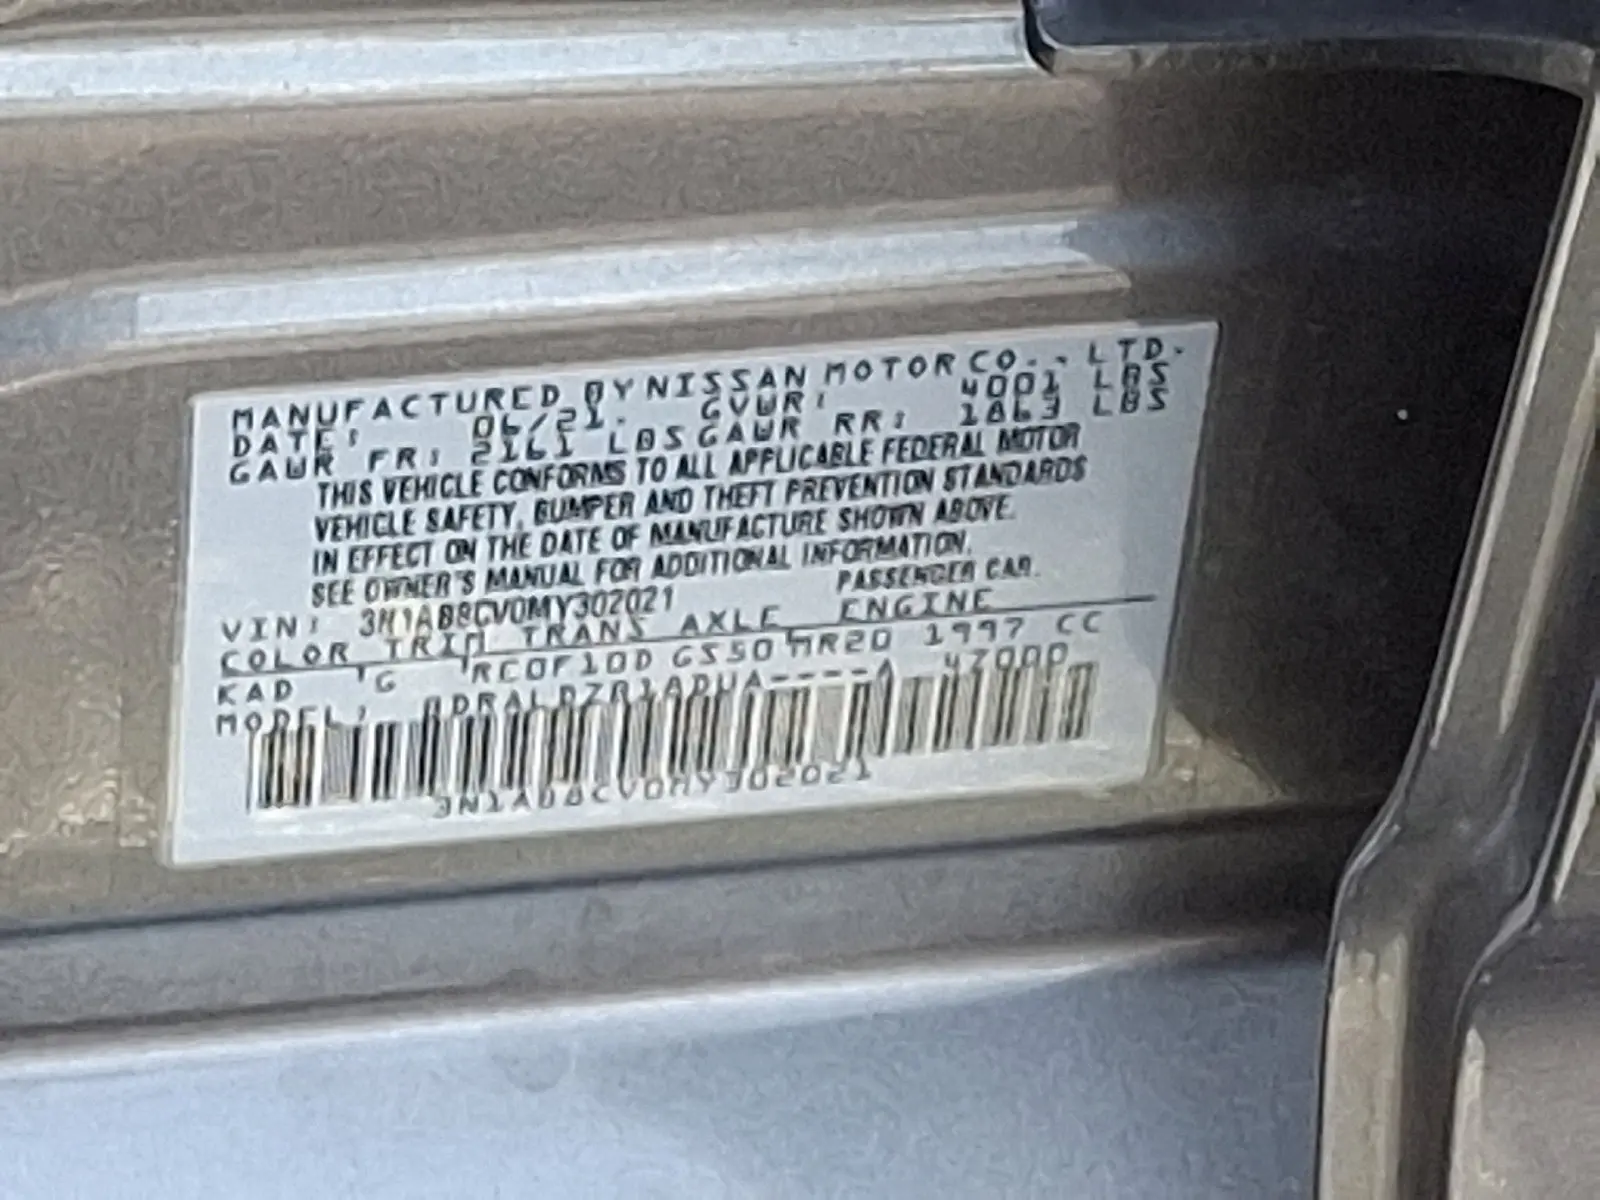 MANUFACTURED BY NISSAN MOTOR CO., LTD.
DATE: 06/21. GVWR: 4001 LBS
GAWR FR: 2161 LBS GAWR RR: 1863 LBS
THIS VEHICLE CONFORMS TO ALL APPLICABLE FEDERAL MOTOR
VEHICLE SAFETY, BUMPER AND THEFT PREVENTION STANDARDS
IN EFFECT ON THE DATE OF MANUFACTURE SHOWN ABOVE.
SEE OWNER'S MANUAL FOR ADDITIONAL INFORMATION.
VIN: 3N1AB8CV0MY302021 PASSENGER CAR.
COLOR TRIM TRANS AXLE ENGINE
KAD G RC0F10D GS50 MR20 1997 CC
MODEL:
3N1AB8CV0MY302021